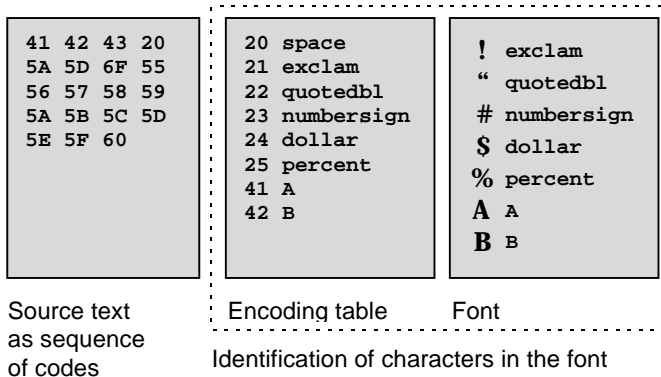 41 42 43 20
5A 5D 6F 55
56 57 58 59
5A 5B 5C 5D
5E 5F 60
20 space
21 exclam
22 quotedbl
23 numbersign
24 dollar
25 percent
41 A
42 B
! exclam
“ quotedbl
# numbersign
$ dollar
% percent
A A
B B
Source text
as sequence
of codes
Encoding table
Font
Identification of characters in the font